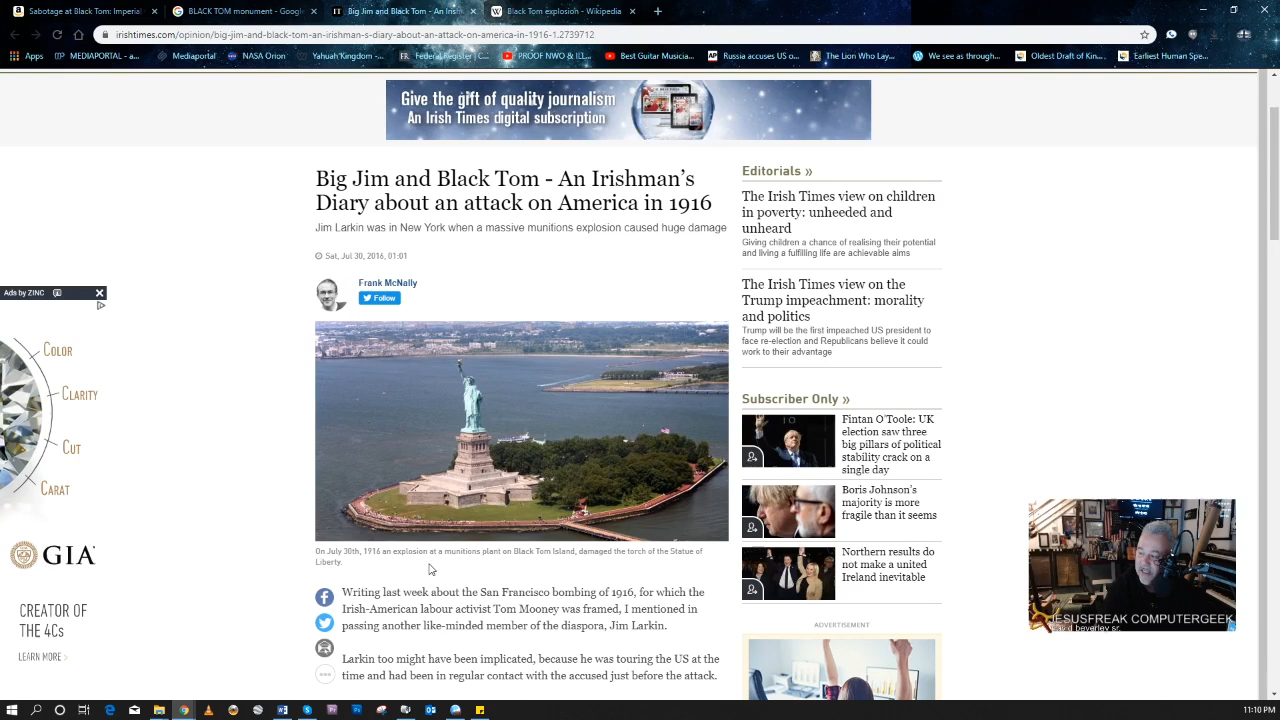 Sabotage at Black Tom: Imperial
BLACK TOM monument - Google
Big Jim and Black Tom - An Irish
Black Tom explosion - Wikipedia
irishtimes.com/opinion/big-jim-and-black-tom-an-irishman-s-diary-about-an-attack-on-america-in-1916-1.2739712
Apps
MEDIAPORTAL - a...
Mediaportal
NASA Orion
Yahuah'Kingdom -...
Federal Register | C...
PROOF NWO & ILL...
Best Guitar Musicia...
Russia accuses US o...
The Lion Who Lay...
We see as through...
Oldest Draft of Kin...
Earliest Human Spe...
Give the gift of quality journalism
An Irish Times digital subscription
Big Jim and Black Tom - An Irishman's
Diary about an attack on America in 1916
Jim Larkin was in New York when a massive munitions explosion caused huge damage
Sat, Jul 30, 2016, 01:01
Frank McNally
Follow
On July 30th, 1916 an explosion at a munitions plant on Black Tom Island, damaged the torch of the Statue of
Liberty.
Writing last week about the San Francisco bombing of 1916, for which the
Irish-American labour activist Tom Mooney was framed, I mentioned in
passing another like-minded member of the diaspora, Jim Larkin.
Larkin too might have been implicated, because he was touring the US at the
time and had been in regular contact with the accused just before the attack.
Editorials »
The Irish Times view on children
in poverty: unheeded and
unheard
Giving children a chance of realising their potential
and living a fulfilling life are achievable aims
The Irish Times view on the
Trump impeachment: morality
and politics
Trump will be the first impeached US president to
face re-election and Republicans believe it could
work to their advantage
Subscriber Only »
Fintan O'Toole: UK
election saw three
big pillars of political
stability crack on a
single day
Boris Johnson's
majority is more
fragile than it seems
Northern results do
not make a united
Ireland inevitable
ADVERTISEMENT
Ads by ZINC
COLOR
CLARITY
CUT
CARAT
GIA
CREATOR OF
THE 4Cs
LEARN MORE >
JESUSFREAK COMPUTERGEEK
beverley sr.
11:10 PM